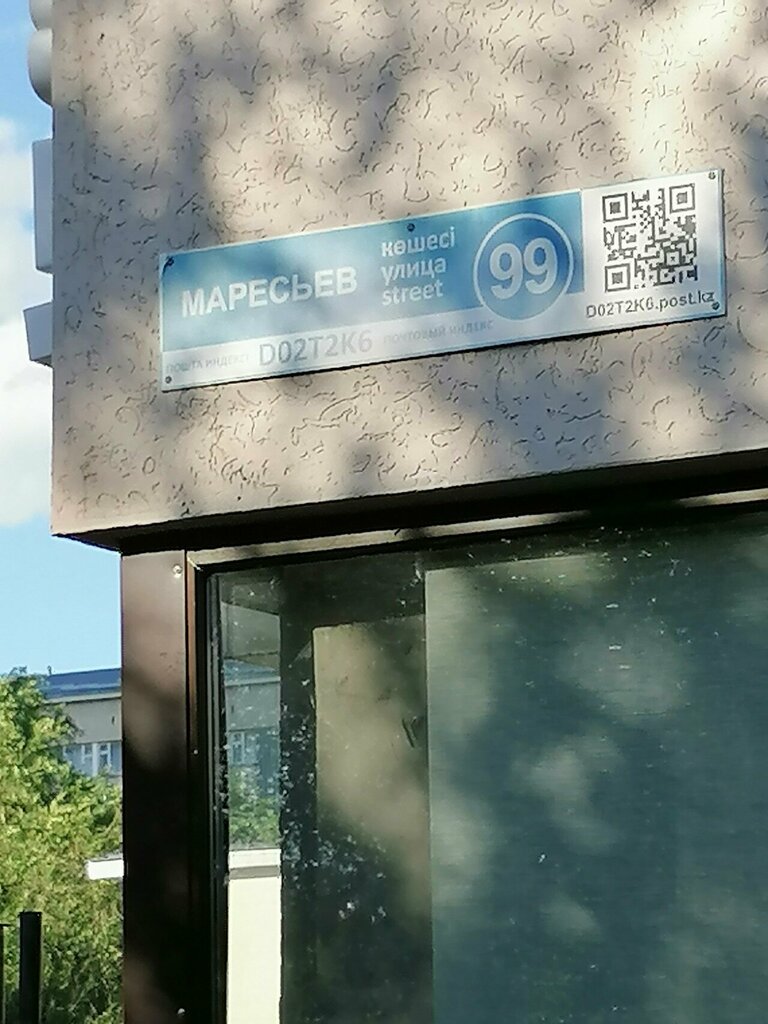 МАРЕСЬЕВ
көшесі
улица
street
99
ПОШТА ИНДЕКСІ D02T2K6 ПОЧТОВЫЙ ИНДЕКС
D02T2K6.post.kz